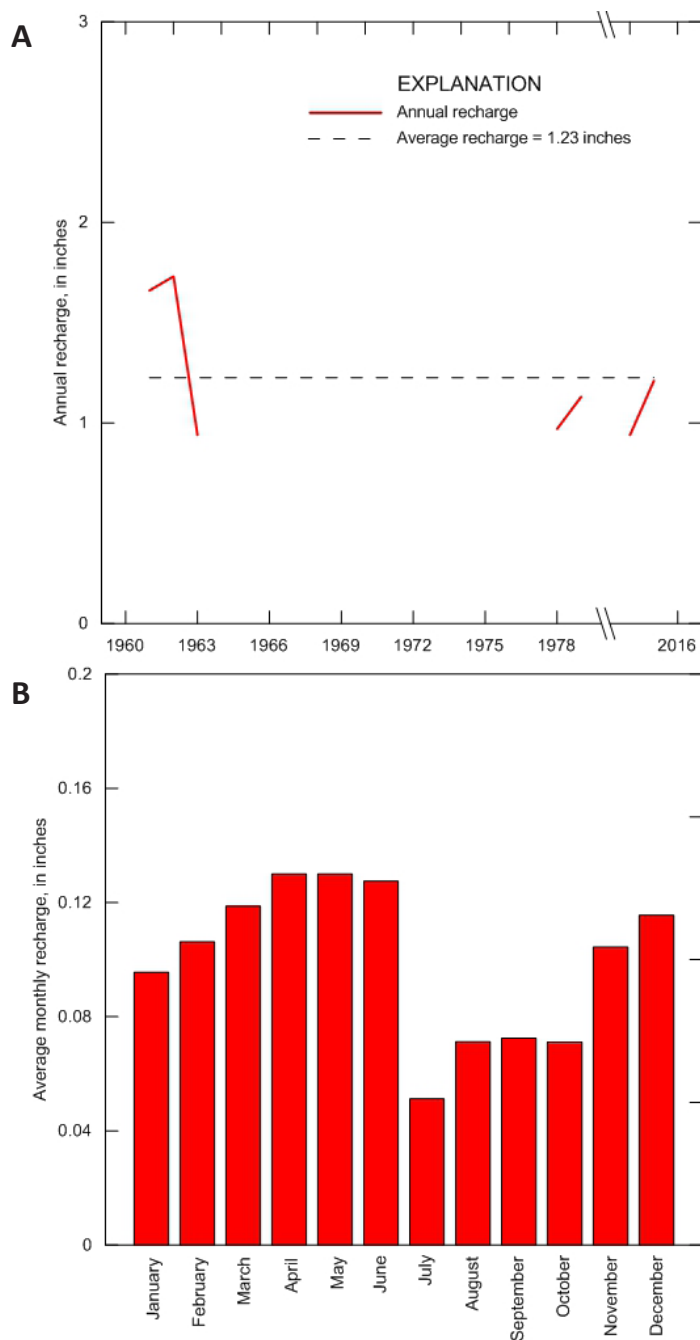 A
3
2
1
0
Annual recharge, in inches
EXPLANATION
Annual recharge
Average recharge = 1.23 inches
1960 1963 1966 1969 1972 1975 1978 2016
B
0.2
0.16
0.12
0.08
0.04
0
Average monthly recharge, in inches
January February March April May June July August September October November December